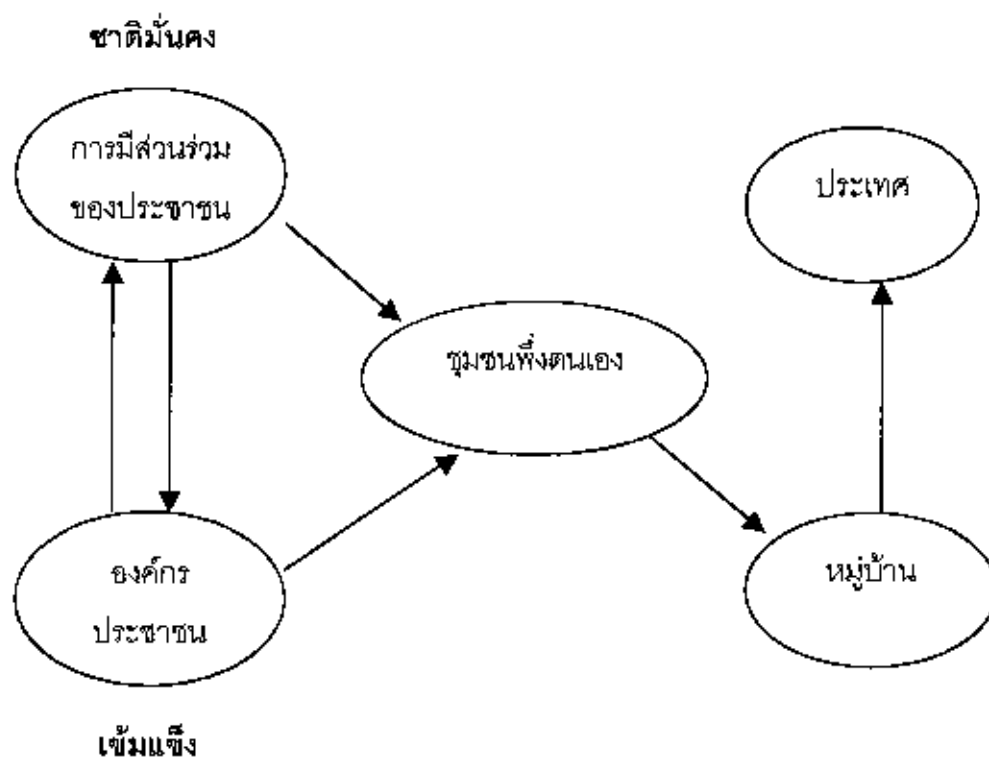 ชาติมั่นคง
การมีส่วนร่วม
ของประชาชน
ประเทศ
ชุมชนพึ่งตนเอง
องค์กร
ประชาชน
หมู่บ้าน
เข้มแข็ง